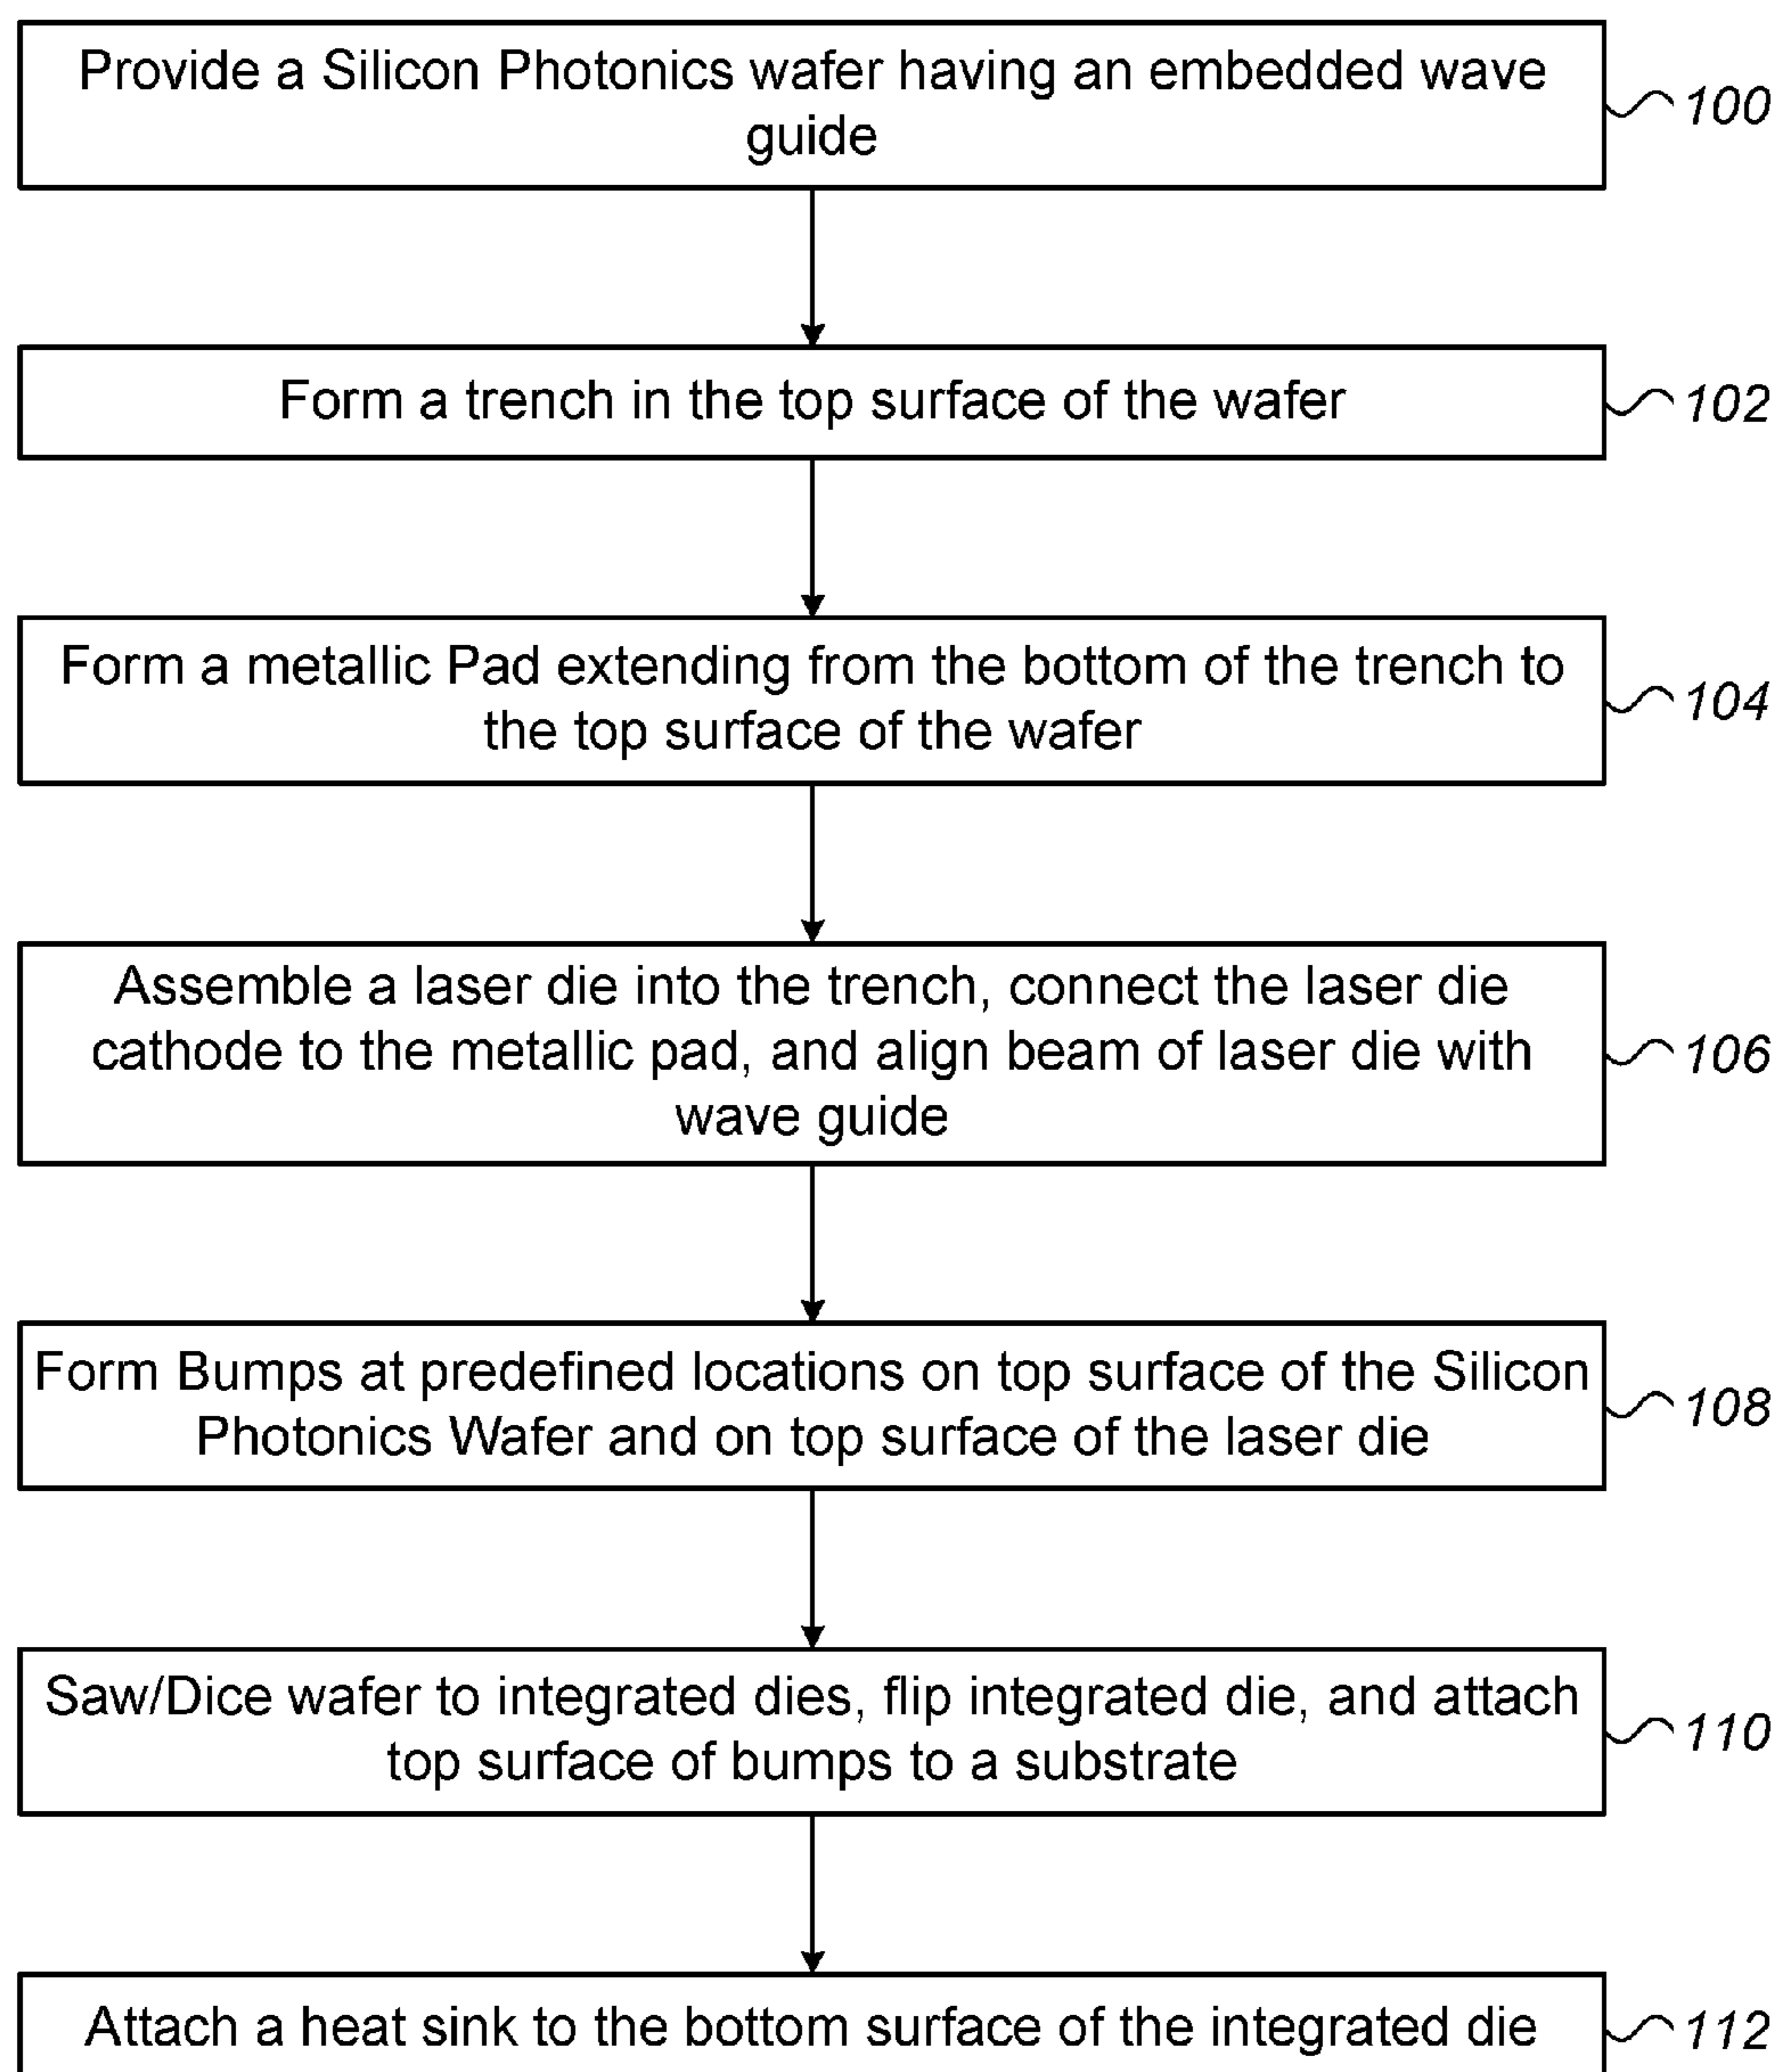 Provide a Silicon Photonics wafer having an embedded wave
guide
100
Form a trench in the top surface of the wafer
102
Form a metallic Pad extending from the bottom of the trench to
the top surface of the wafer
104
Assemble a laser die into the trench, connect the laser die
cathode to the metallic pad, and align beam of laser die with
wave guide
106
Form Bumps at predefined locations on top surface of the Silicon
Photonics Wafer and on top surface of the laser die
108
Saw/Dice wafer to integrated dies, flip integrated die, and attach
top surface of bumps to a substrate
110
Attach a heat sink to the bottom surface of the integrated die
112